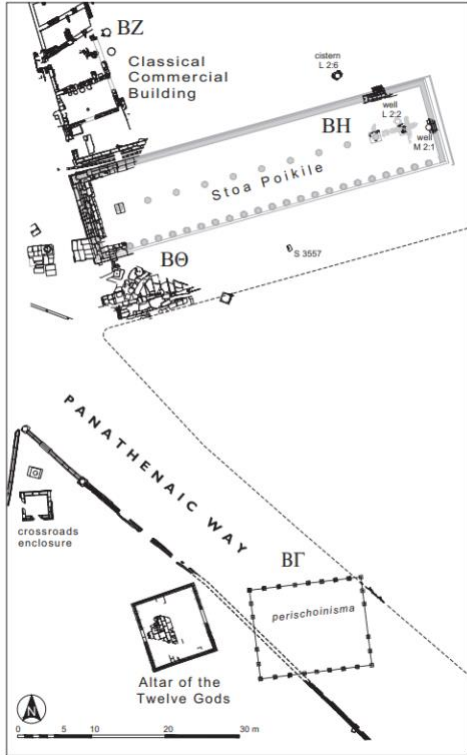 BZ
Classical
Commercial
Building
cistern
L 2:6
well
L 2:2
BH
well
M 2:1
Stoa Poikile
BΘ
S 3557
PANATHENAIC WAY
crossroads
enclosure
BΓ
perischoinisma
Altar of the
Twelve Gods
N
0 5 10 20 30 m